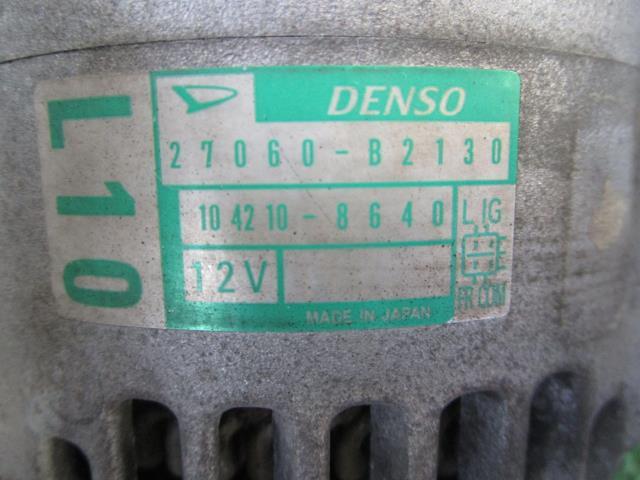 L10
DENSO
27060-B2130
104210-8640
12V
L IG
FR COM
MADE IN JAPAN